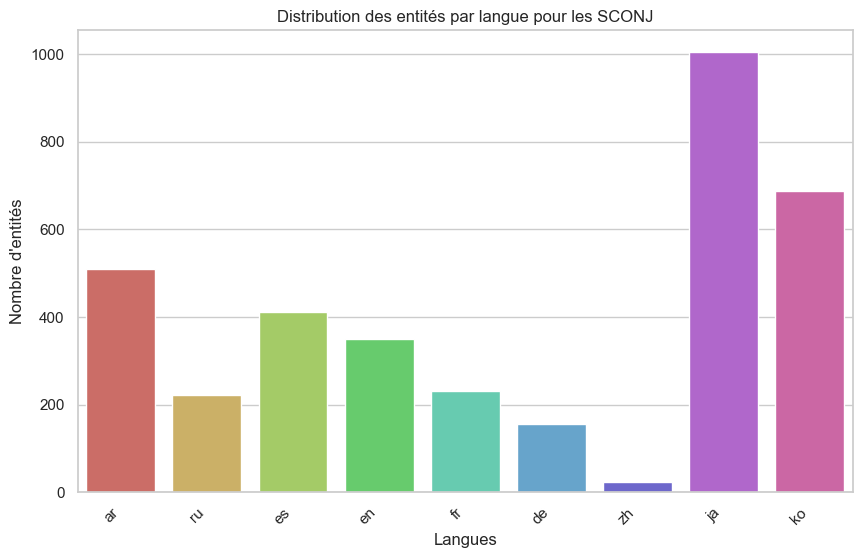 Distribution des entités par langue pour les SCONJ
Nombre d'entités
1000
800
600
400
200
0
ar
ru
es
en
fr
de
zh
ja
ko
Langues